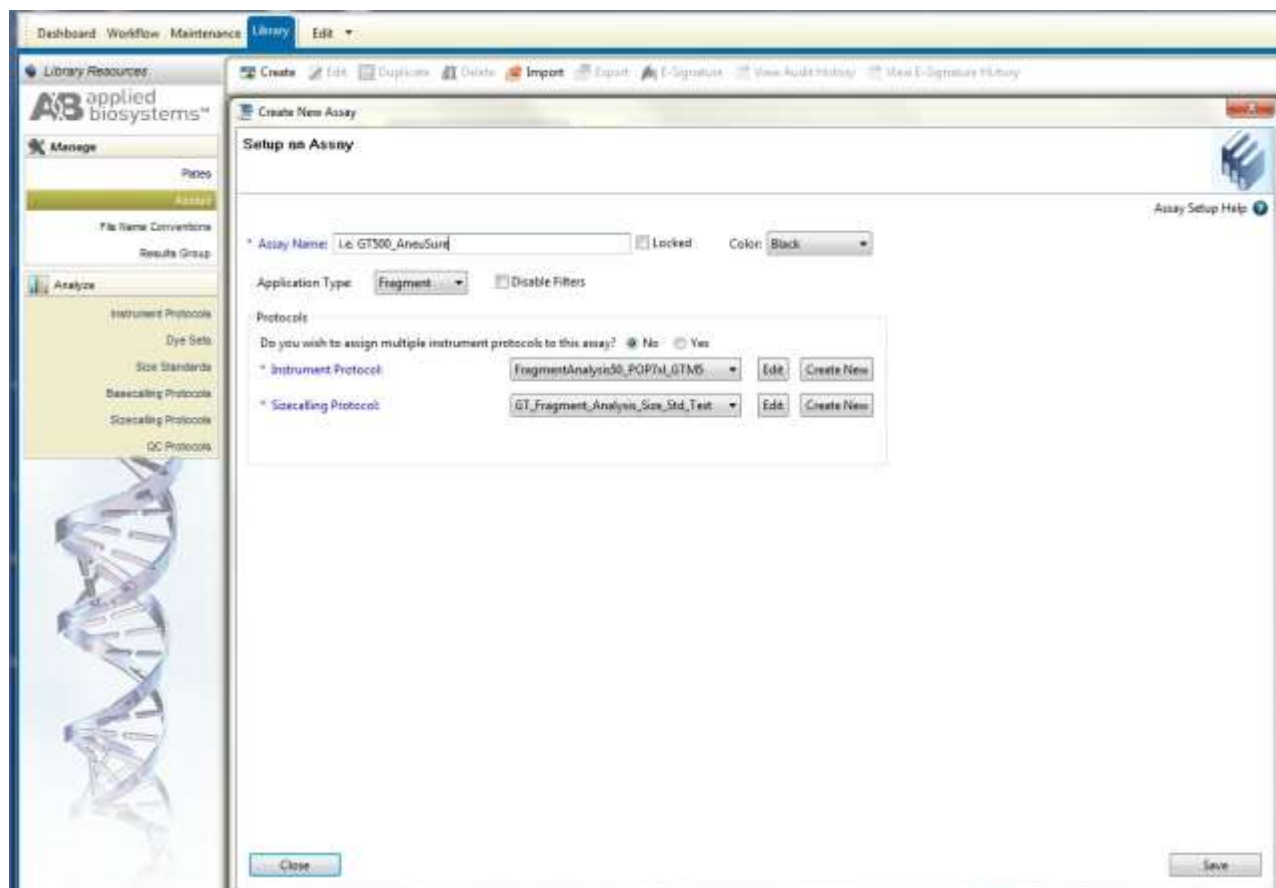 Dashboard Workflow Maintenance Library Edit
Library Resources
Create Edit Duplicate Delete Import Export E-Signature View Audit History View E-Signature History
AB applied biosystems™
Create New Assay
Manage
Setup an Assay
Plates
Assays
Assay Setup Help
File Name Conventions
* Assay Name: i.e. GT500_AneuSure Locked Color: Black
Results Group
Application Type: Fragment Disable Filters
Analyze
Protocols
Instrument Protocols
Do you wish to assign multiple instrument protocols to this assay? No Yes
Dye Sets
* Instrument Protocol: FragmentAnalysis50_POP7xl_GTM5 Edit Create New
Size Standards
Basecalling Protocols
* Sizecalling Protocol: GT_Fragment_Analysis_Size_Std_Test Edit Create New
Sizecalling Protocols
QC Protocols
Close Save